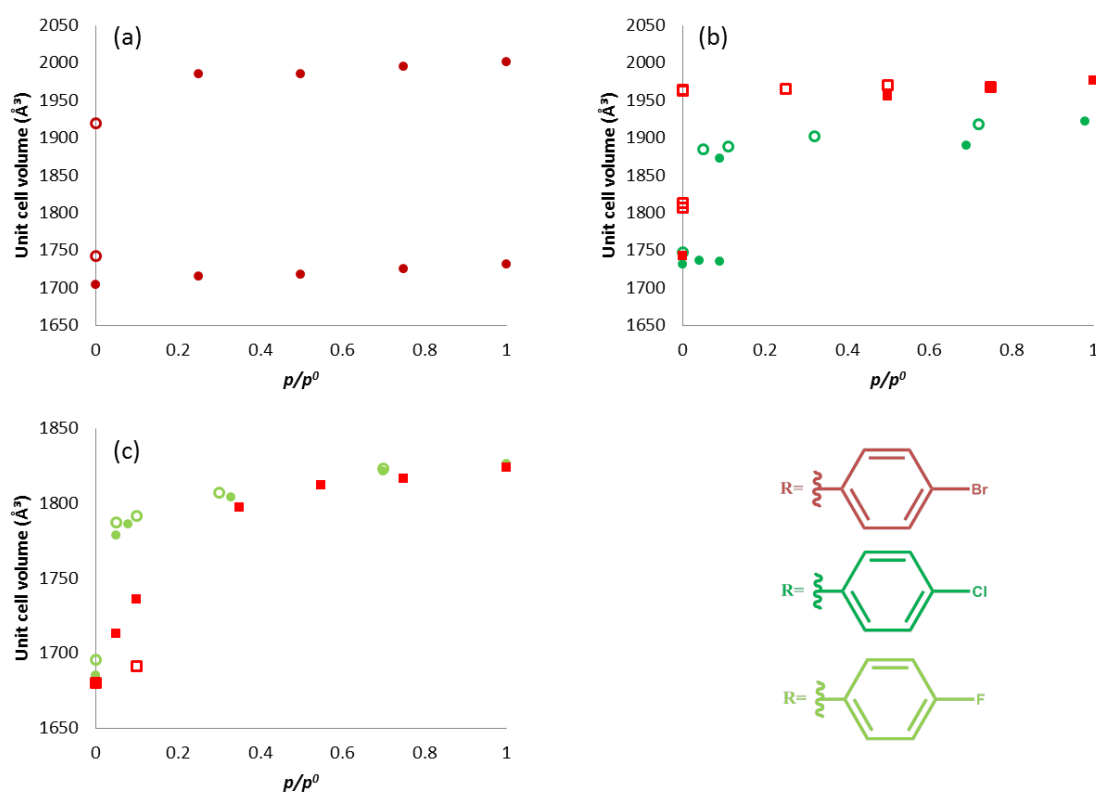 (a)
Unit cell volume (Å³)
2050
2000
1950
1900
1850
1800
1750
1700
1650
0 0.2 0.4 0.6 0.8 1
p/p⁰
(b)
Unit cell volume (Å³)
2050
2000
1950
1900
1850
1800
1750
1700
1650
0 0.2 0.4 0.6 0.8 1
p/p⁰
(c)
Unit cell volume (Å³)
1850
1800
1750
1700
1650
0 0.2 0.4 0.6 0.8 1
p/p⁰
R= Br
R= Cl
R= F